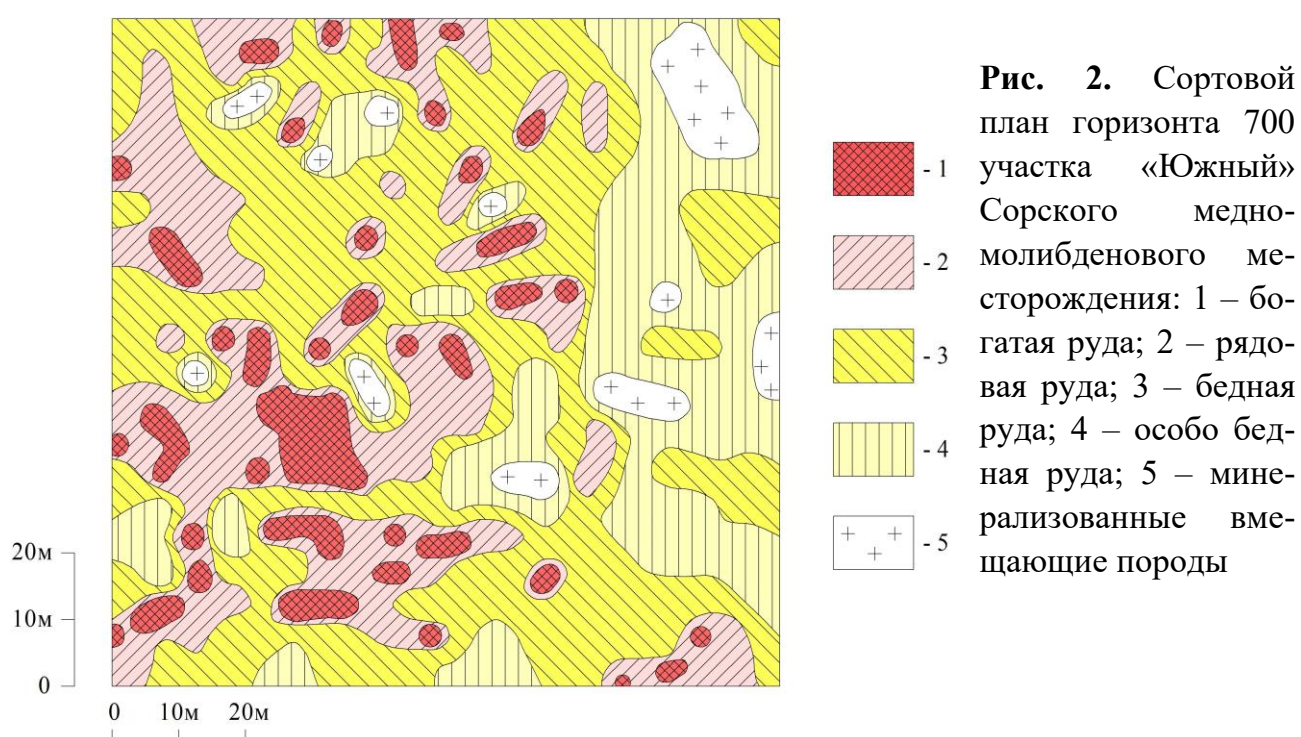 Рис. 2. Сортовой
план горизонта 700
участка «Южный»
Сорского медно-
молибденового ме-
сторождения: 1 – бо-
гатая руда; 2 – рядо-
вая руда; 3 – бедная
руда; 4 – особо бед-
ная руда; 5 – мине-
рализованные вме-
щающие породы
- 1
- 2
- 3
- 4
- 5
20м
10м
0
0 10м 20м